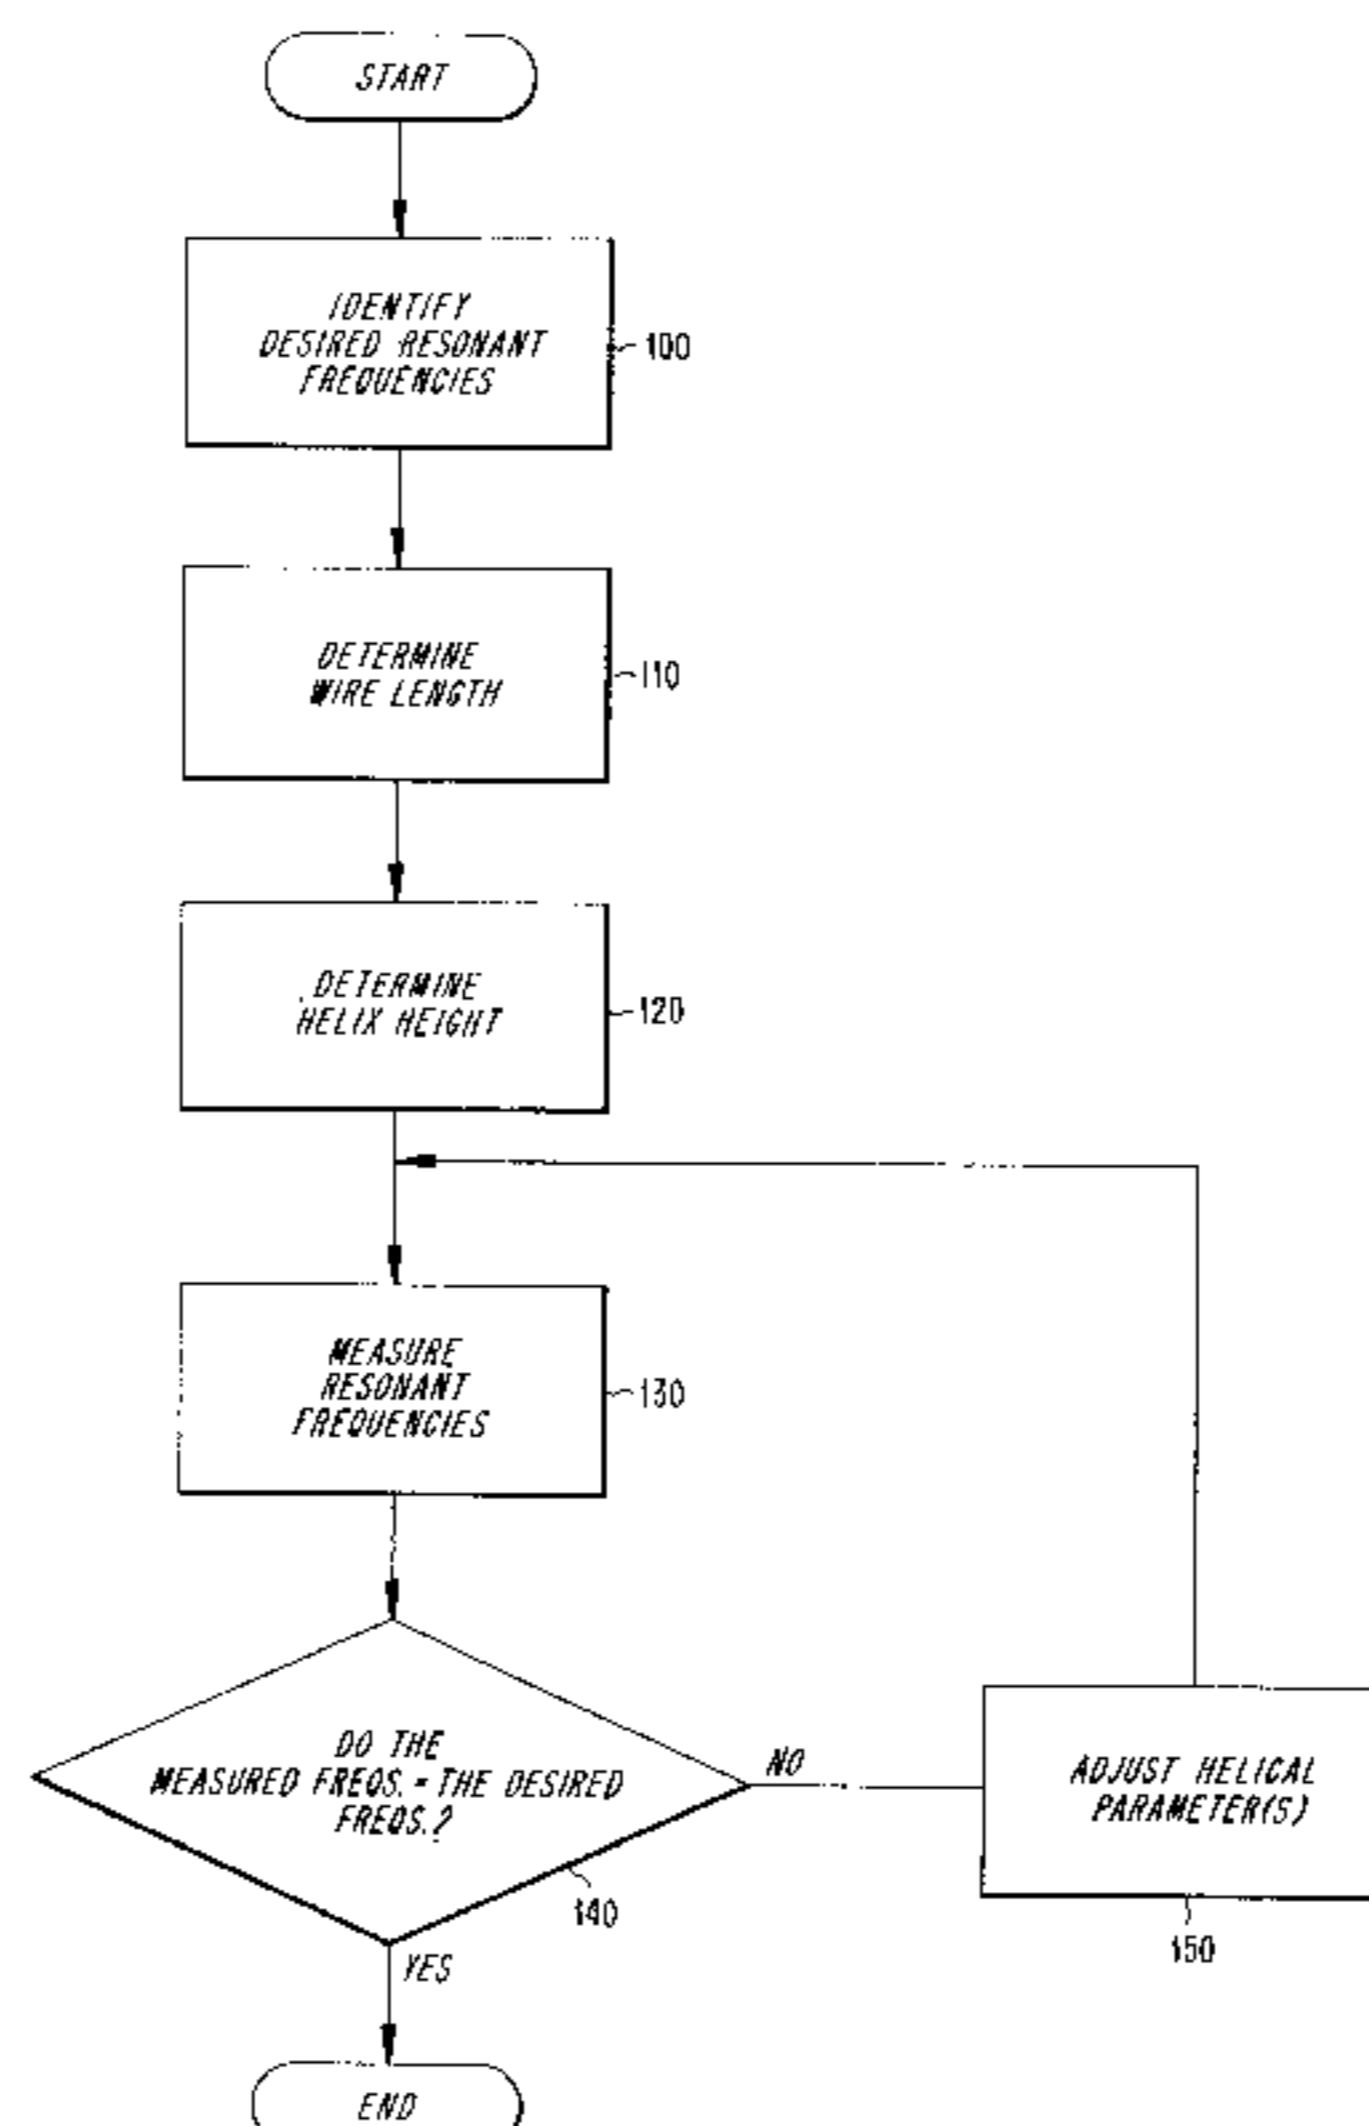 START
IDENTIFY
DESIRED RESONANT
FREQUENCIES
100
DETERMINE
WIRE LENGTH
110
DETERMINE
HELIX HEIGHT
120
MEASURE
RESONANT
FREQUENCIES
130
DO THE
MEASURED FREQS. = THE DESIRED
FREQS.?
140
NO
ADJUST HELICAL
PARAMETER(S)
150
YES
END